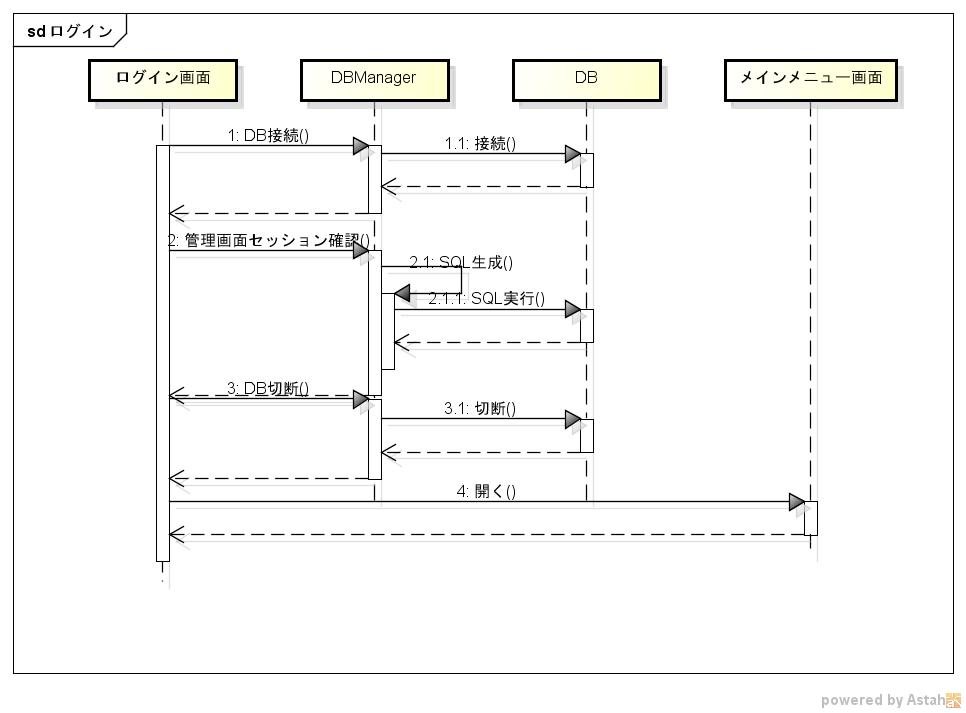 sd ログイン
ログイン画面
DBManager
DB
メインメニュー画面
1: DB接続()
1.1: 接続()
2: 管理画面セッション確認()
2.1: SQL生成()
2.1.1: SQL実行()
3: DB切断()
3.1: 切断()
4: 開く()
powered by Astah